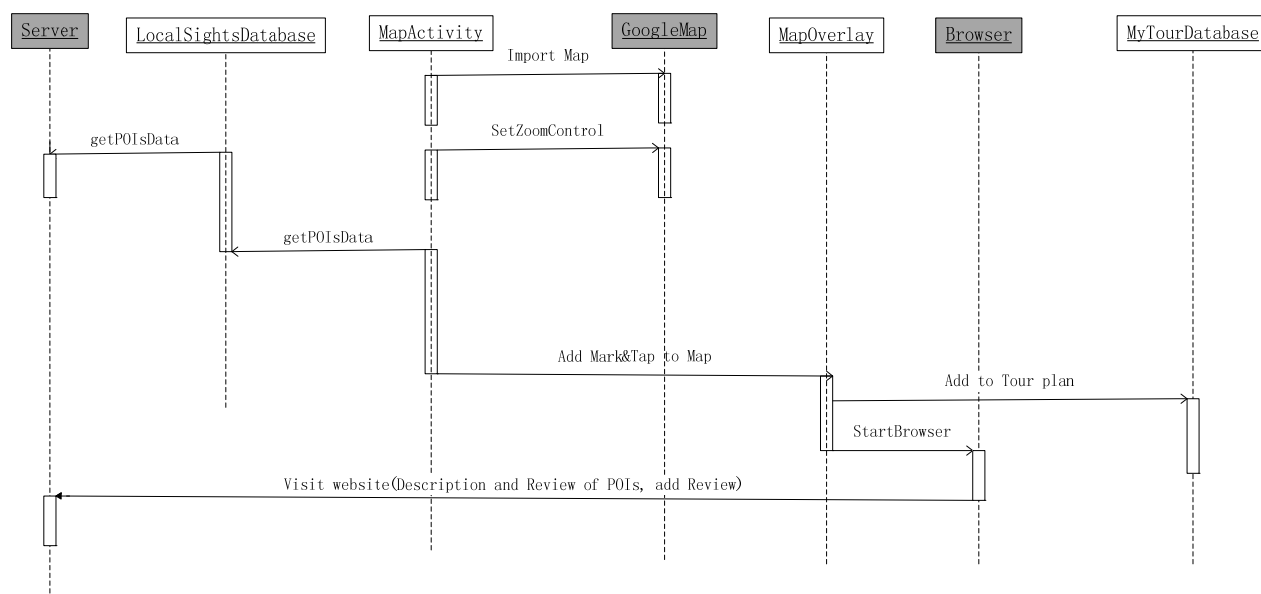 Server
LocalSightsDatabase
MapActivity
GoogleMap
MapOverlay
Browser
MyTourDatabase
Import Map
SetZoomControl
getPOIsData
getPOIsData
Add Mark&Tap to Map
Add to Tour plan
StartBrowser
Visit website(Description and Review of POIs, add Review)